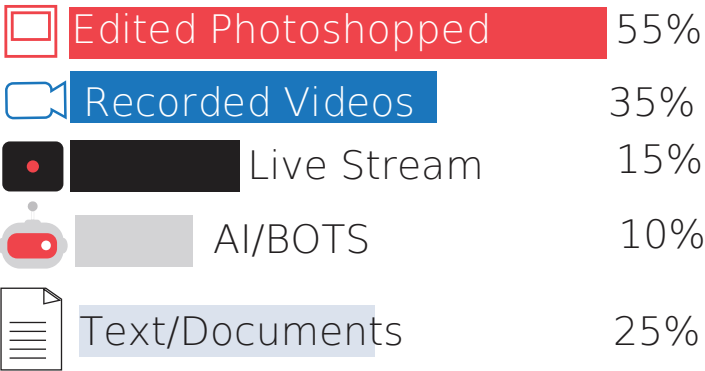 Edited Photoshopped 55%
Recorded Videos 35%
Live Stream 15%
AI/BOTS 10%
Text/Documents 25%